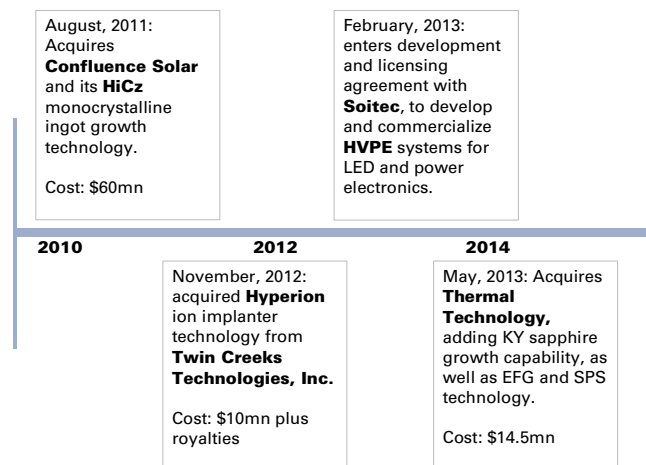 August, 2011:
Acquires
Confluence Solar
and its HiCz
monocrystalline
ingot growth
technology.
Cost: $60mn
February, 2013:
enters development
and licensing
agreement with
Soitec, to develop
and commercialize
HVPE systems for
LED and power
electronics.
2010
2012
2014
November, 2012:
acquired Hyperion
ion implanter
technology from
Twin Creeks
Technologies, Inc.
Cost: $10mn plus
royalties
May, 2013: Acquires
Thermal
Technology,
adding KY sapphire
growth capability, as
well as EFG and SPS
technology.
Cost: $14.5mn